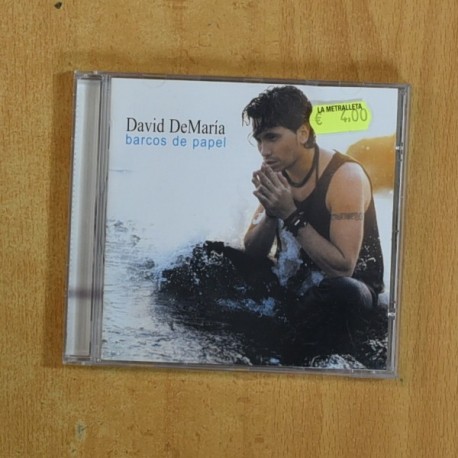 David DeMaría
barcos de papel
LA METRALLETA
€ 4,00